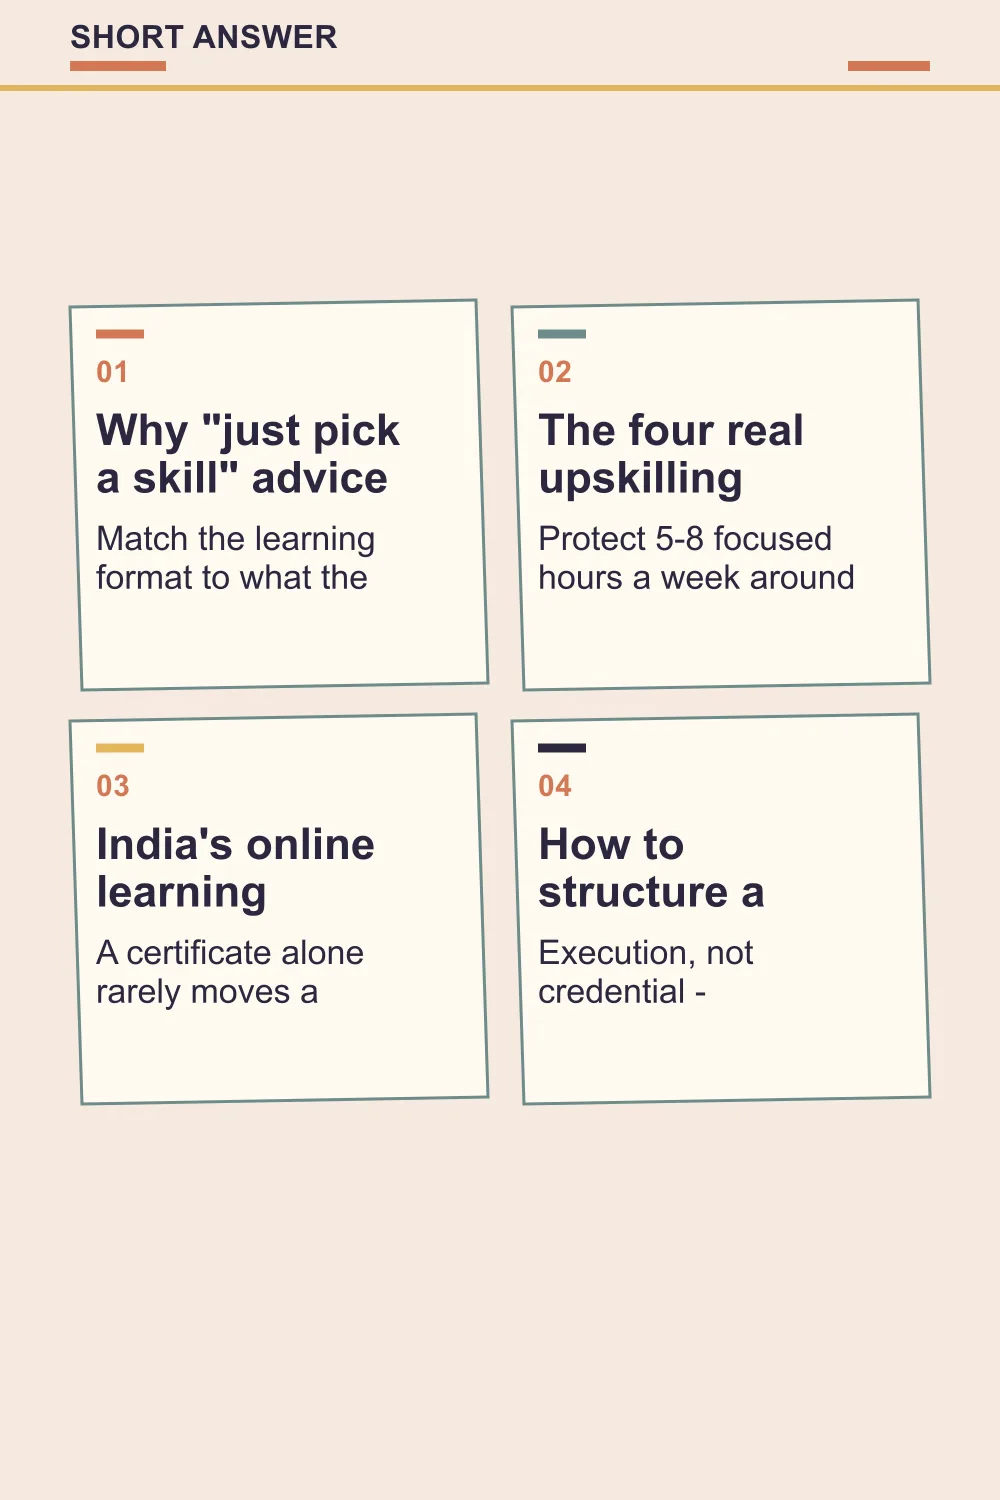 SHORT ANSWER
01
Why "just pick
a skill" advice
Match the learning
format to what the
02
The four real
upskilling
Protect 5-8 focused
hours a week around
03
India's online
learning
A certificate alone
rarely moves a
04
How to
structure a
Execution, not
credential -